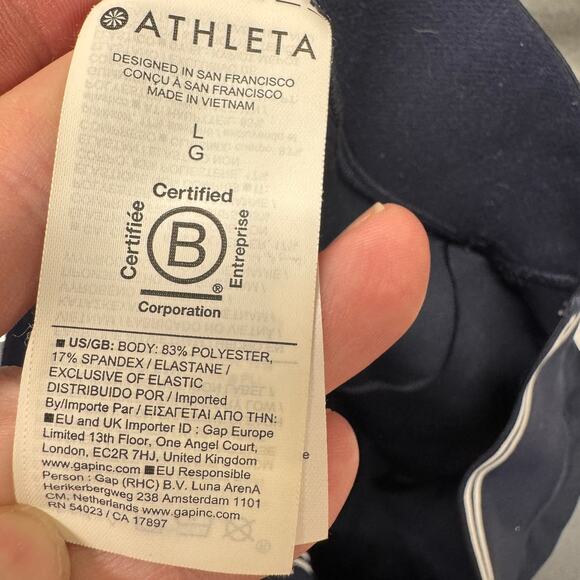 ATHLETA
DESIGNED IN SAN FRANCISCO
CONÇU À SAN FRANCISCO
MADE IN VIETNAM
L
G
Certified
Certifiée
B
®
Entreprise
Corporation
■ US/GB: BODY: 83% POLYESTER,
17% SPANDEX / ELASTANE /
EXCLUSIVE OF ELASTIC
DISTRIBUIDO POR / Imported
By/Importe Par / ΕΙΣΑΓΕΤΑΙ ΑΠΟ ΤΗΝ:
■EU and UK Importer ID : Gap Europe
Limited 13th Floor, One Angel Court,
London, EC2R 7HJ, United Kingdom
www.gapinc.com ■EU Responsible
Person : Gap (RHC) B.V. Luna ArenA
Herikerbergweg 238 Amsterdam 1101
CM, Netherlands www.gapinc.com
RN 54023 / CA 17897